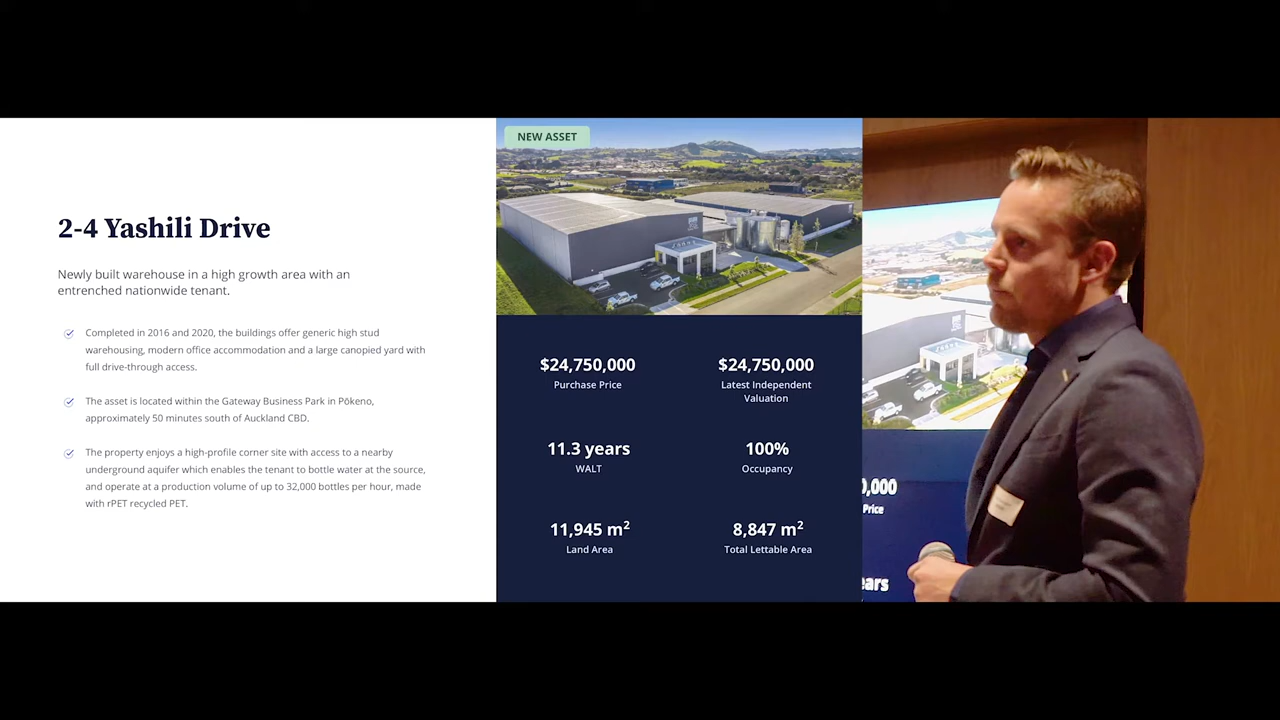 2-4 Yashili Drive
Newly built warehouse in a high growth area with an
entrenched nationwide tenant.
Completed in 2016 and 2020, the buildings offer generic high stud
warehousing, modern office accommodation and a large canopied yard with
full drive-through access.
The asset is located within the Gateway Business Park in Pōkeno,
approximately 50 minutes south of Auckland CBD.
The property enjoys a high-profile corner site with access to a nearby
underground aquifer which enables the tenant to bottle water at the source,
and operate at a production volume of up to 32,000 bottles per hour, made
with rPET recycled PET.
NEW ASSET
$24,750,000
Purchase Price
$24,750,000
Latest Independent
Valuation
11.3 years
WALT
100%
Occupancy
11,945 m²
Land Area
8,847 m²
Total Lettable Area
0,000
Price
ears